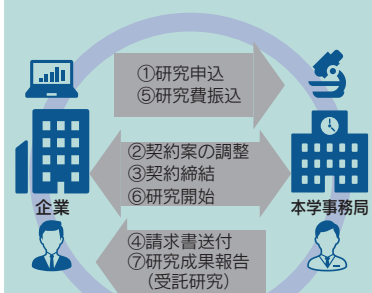 ①研究申込
⑤研究費振込
②契約案の調整
③契約締結
⑥研究開始
企業
本学事務局
④請求書送付
⑦研究成果報告
(受託研究)